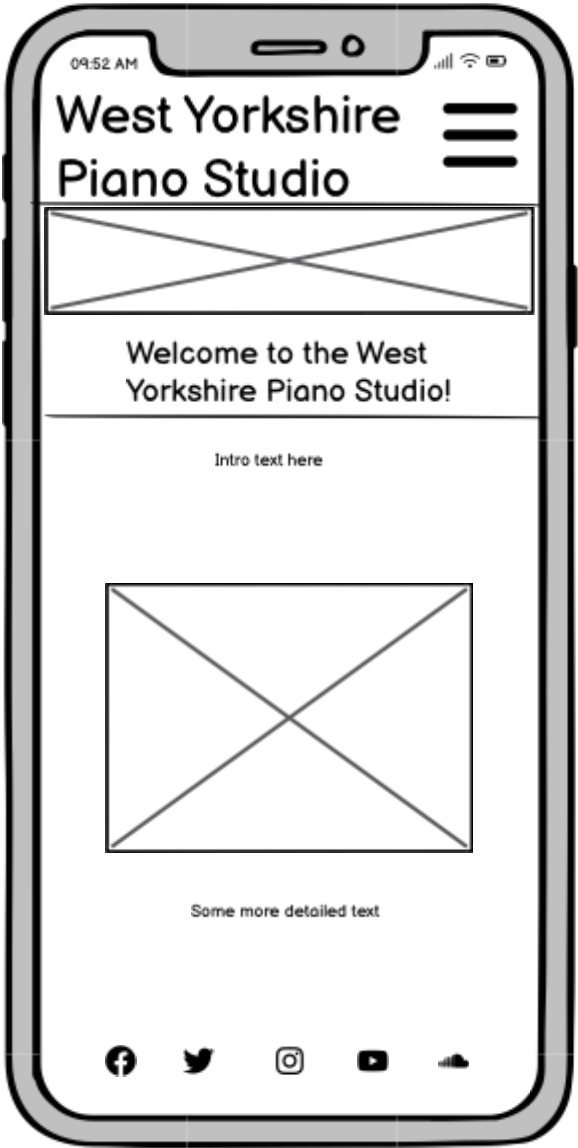 09:52 AM
West Yorkshire
Piano Studio
Welcome to the West
Yorkshire Piano Studio!
Intro text here
Some more detailed text